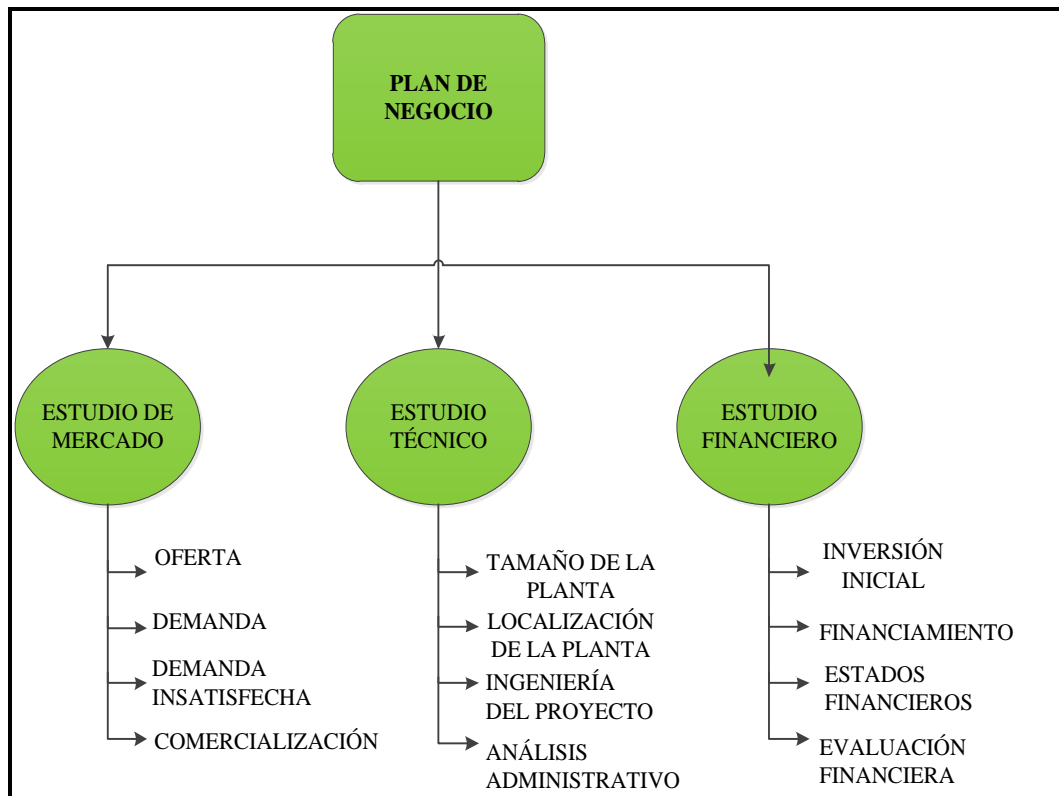 PLAN DE
NEGOCIO
ESTUDIO DE
MERCADO
OFERTA
DEMANDA
DEMANDA
INSATISFECHA
COMERCIALIZACIÓN
ESTUDIO
TÉCNICO
TAMAÑO DE LA
PLANTA
LOCALIZACIÓN
DE LA PLANTA
INGENIERÍA
DEL PROYECTO
ANÁLISIS
ADMINISTRATIVO
ESTUDIO
FINANCIERO
INVERSIÓN
INICIAL
FINANCIAMIENTO
ESTADOS
FINANCIEROS
EVALUACIÓN
FINANCIERA